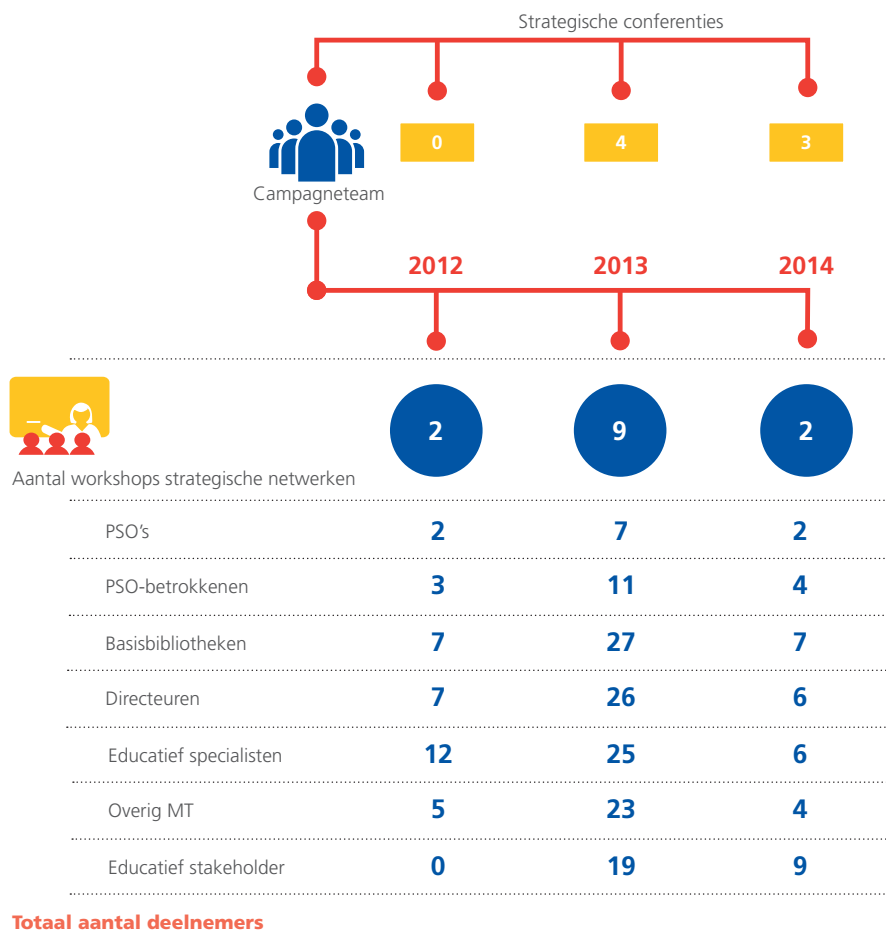 Strategische conferenties
0 4 3
Campagneteam
2012 2013 2014
2 9 2
Aantal workshops strategische netwerken
PSO's 2 7 2
PSO-betrokkenen 3 11 4
Basisbibliotheken 7 27 7
Directeuren 7 26 6
Educatief specialisten 12 25 6
Overig MT 5 23 4
Educatief stakeholder 0 19 9
Totaal aantal deelnemers